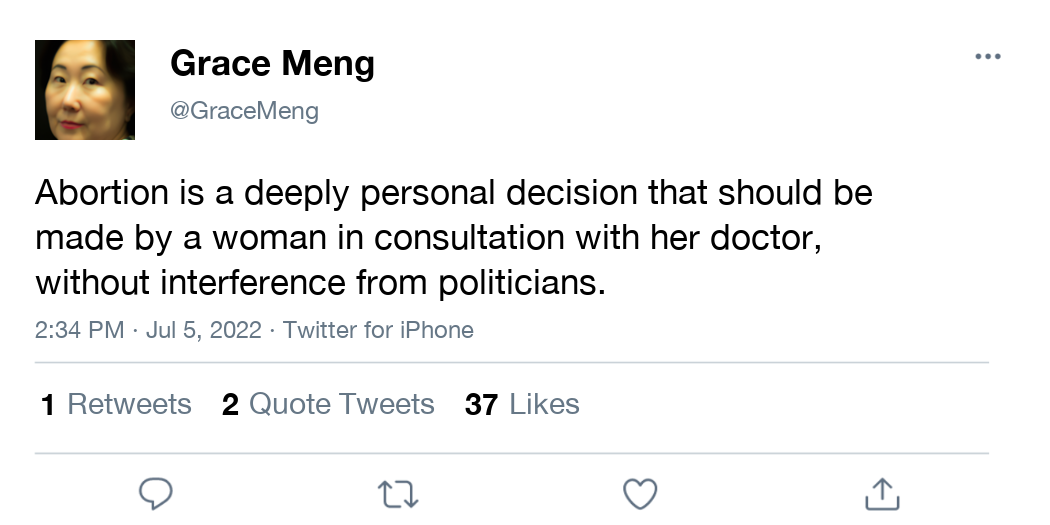 Grace Meng
@GraceMeng
Abortion is a deeply personal decision that should be
made by a woman in consultation with her doctor,
without interference from politicians.
2:34 PM · Jul 5, 2022 · Twitter for iPhone
1 Retweets 2 Quote Tweets 37 Likes